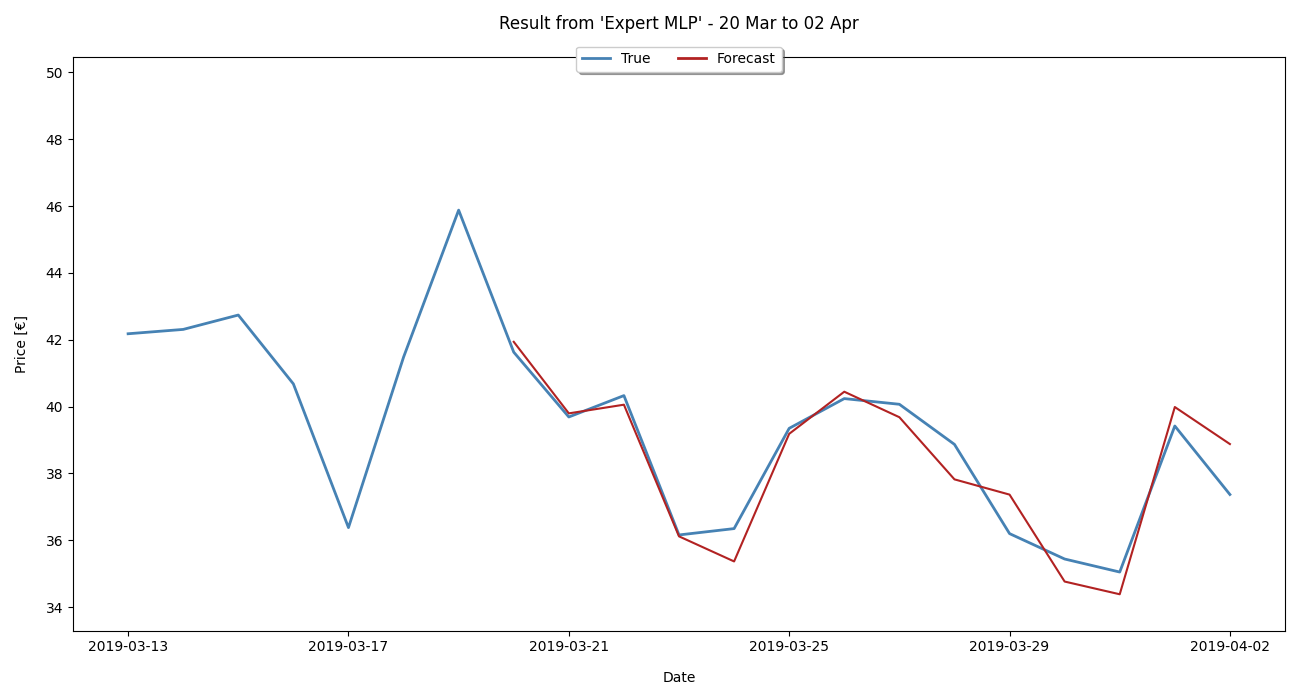 Result from 'Expert MLP' - 20 Mar to 02 Apr
True Forecast
50
48
46
44
42
40
38
36
34
Price [€]
2019-03-13 2019-03-17 2019-03-21 2019-03-25 2019-03-29 2019-04-02
Date